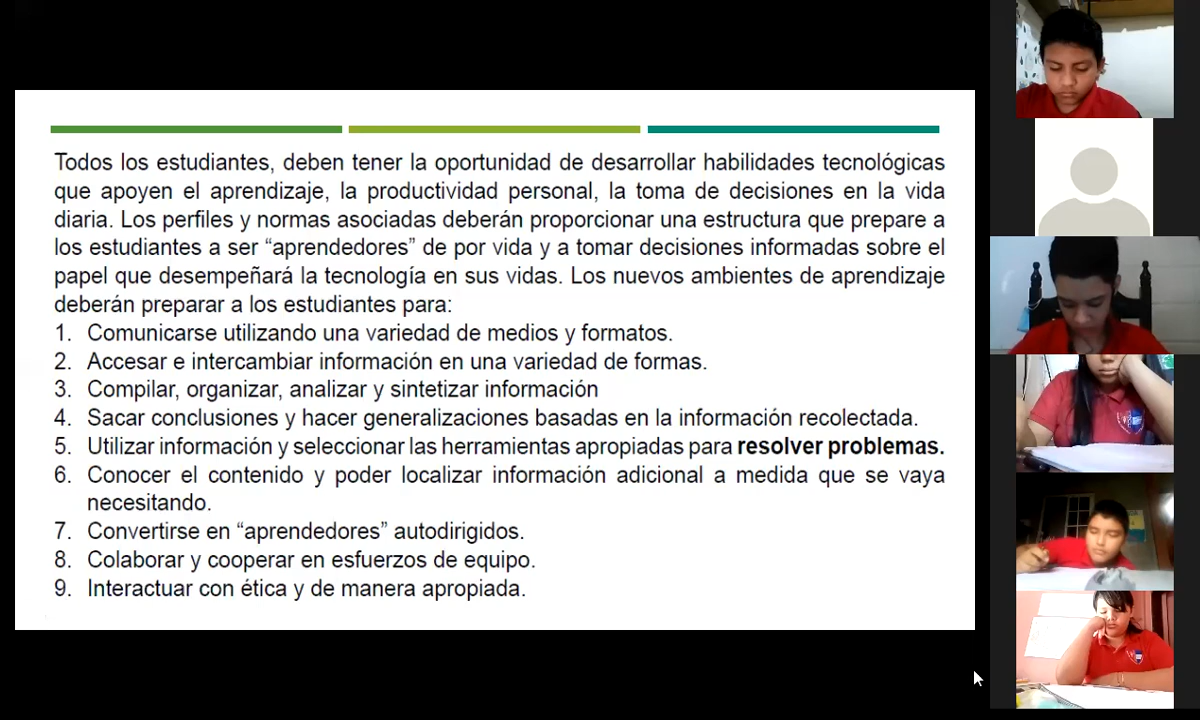 Todos los estudiantes, deben tener la oportunidad de desarrollar habilidades tecnológicas
que apoyen el aprendizaje, la productividad personal, la toma de decisiones en la vida
diaria. Los perfiles y normas asociadas deberán proporcionar una estructura que prepare a
los estudiantes a ser “aprendedores” de por vida y a tomar decisiones informadas sobre el
papel que desempeñará la tecnología en sus vidas. Los nuevos ambientes de aprendizaje
deberán preparar a los estudiantes para:
1. Comunicarse utilizando una variedad de medios y formatos.
2. Accesar e intercambiar información en una variedad de formas.
3. Compilar, organizar, analizar y sintetizar información
4. Sacar conclusiones y hacer generalizaciones basadas en la información recolectada.
5. Utilizar información y seleccionar las herramientas apropiadas para resolver problemas.
6. Conocer el contenido y poder localizar información adicional a medida que se vaya
necesitando.
7. Convertirse en “aprendedores” autodirigidos.
8. Colaborar y cooperar en esfuerzos de equipo.
9. Interactuar con ética y de manera apropiada.